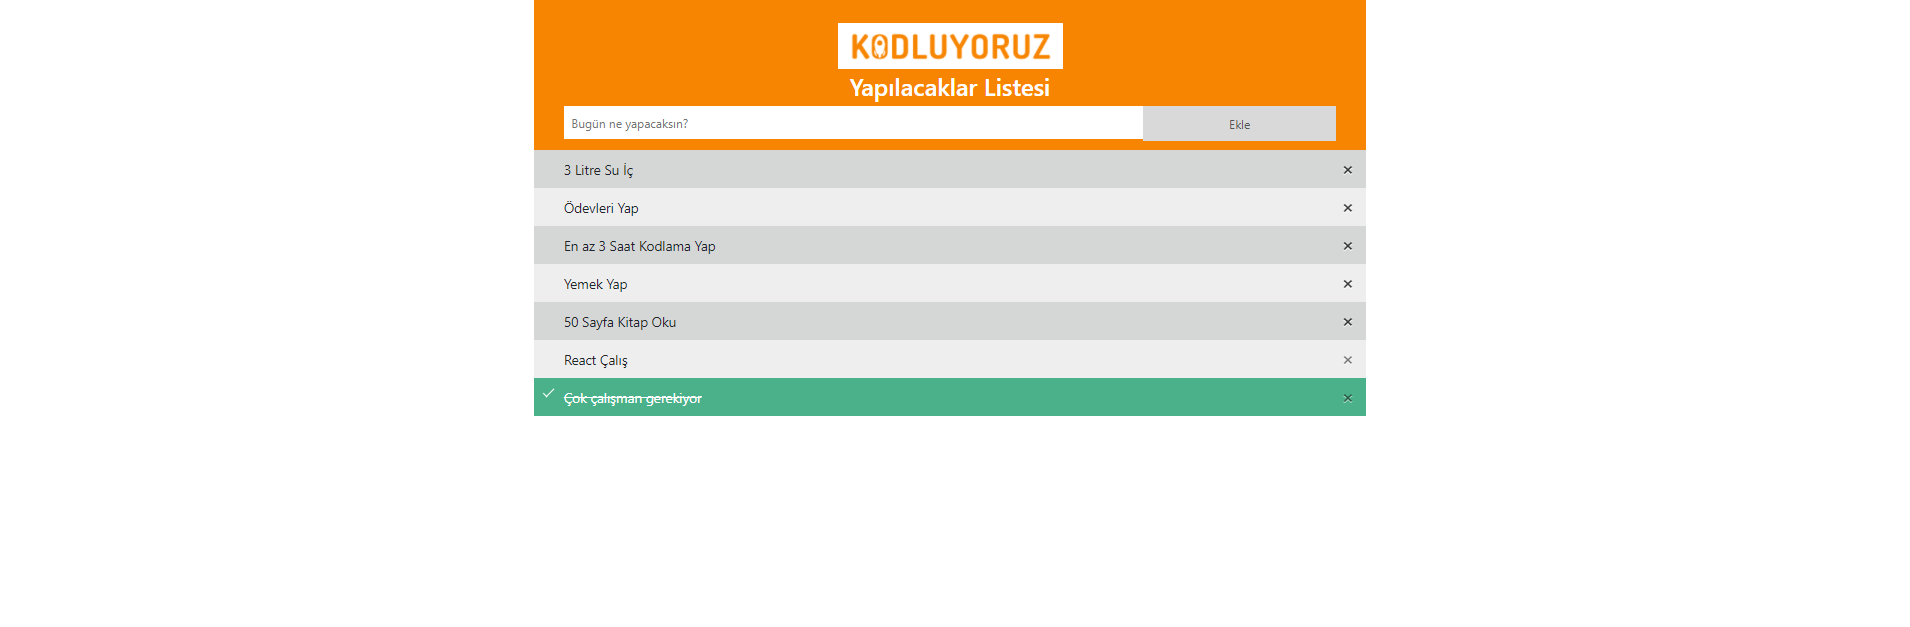 KODLUYORUZ
Yapılacaklar Listesi
Bugün ne yapacaksın?
Ekle
3 Litre Su İç
Ödevleri Yap
En az 3 Saat Kodlama Yap
Yemek Yap
50 Sayfa Kitap Oku
React Çalış
Çok çalışman gerekiyor